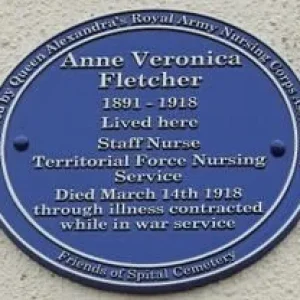 by Queen Alexandra's Royal Army Nursing Corps
Anne Veronica
Fletcher
1891 - 1918
Lived here
Staff Nurse
Territorial Force Nursing
Service
Died March 14th 1918
through illness contracted
while in war service
Friends of Spital Cemetery